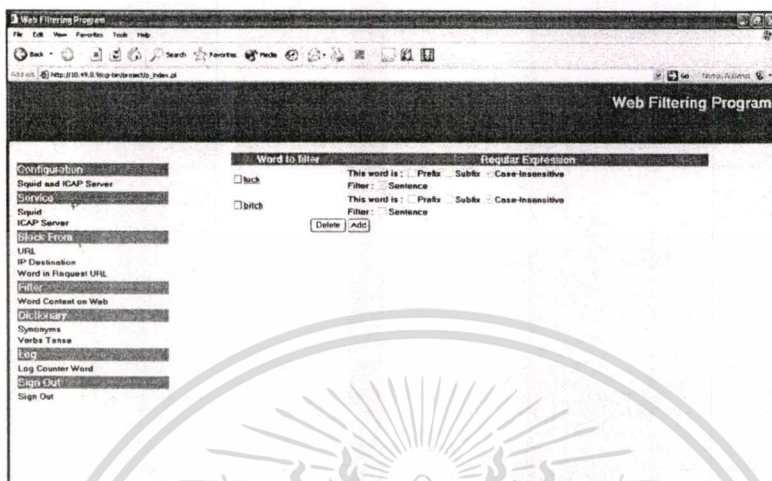 Web Filtering Program
File Edit View Favorites Tools Help
Back Search Favorites Media
Go Norton AntiVirus
Web Filtering Program
Word to filter Regular Expression
This word is : Prefix Subfix Case-Insensitive
Filter : Sentence
bitch This word is : Prefix Subfix Case-Insensitive
Filter : Sentence
Delete Add
Configuration
Squid and ICAP Server
Service
Squid
ICAP Server
Block From
URL
IP Destination
Word in Request URL
Filter
Word Content on Web
Dictionary
Synonyms
Verbs Tense
Log
Log Counter Word
Sign Out
Sign Out